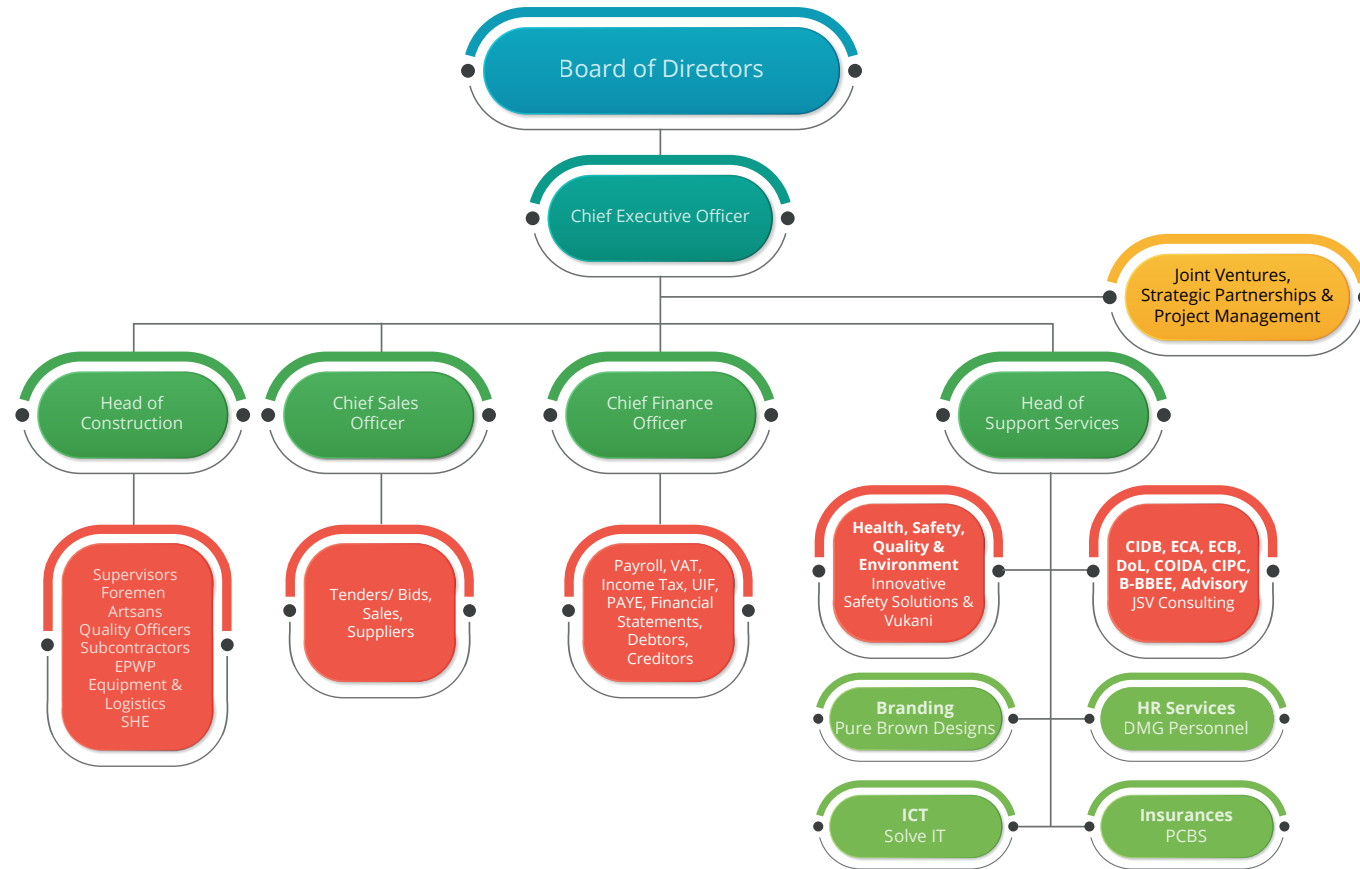 Board of Directors
Chief Executive Officer
Joint Ventures,
Strategic Partnerships &
Project Management
Head of
Construction
Chief Sales
Officer
Chief Finance
Officer
Head of
Support Services
Supervisors
Foremen
Artsans
Quality Officers
Subcontractors
EPWP
Equipment &
Logistics
SHE
Tenders/ Bids,
Sales,
Suppliers
Payroll, VAT,
Income Tax, UIF,
PAYE, Financial
Statements,
Debtors,
Creditors
Health, Safety,
Quality &
Environment
Innovative
Safety Solutions &
Vukani
CIDB, ECA, ECB,
DoL, COIDA, CIPC,
B-BBEE, Advisory
JSV Consulting
Branding
Pure Brown Designs
HR Services
DMG Personnel
ICT
Solve IT
Insurances
PCBS